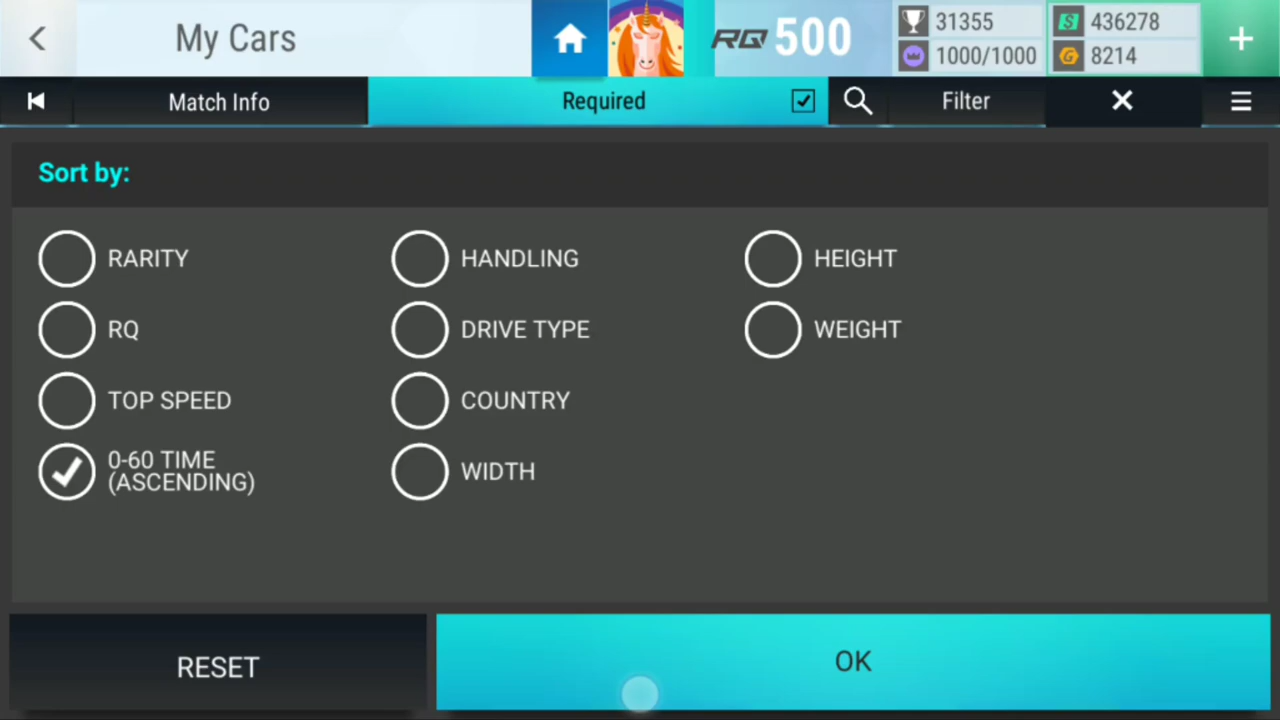 My Cars
RQ 500
31355
1000/1000
436278
8214
Match Info
Required
Filter
Sort by:
RARITY
RQ
TOP SPEED
0-60 TIME
(ASCENDING)
HANDLING
DRIVE TYPE
COUNTRY
WIDTH
HEIGHT
WEIGHT
RESET
OK